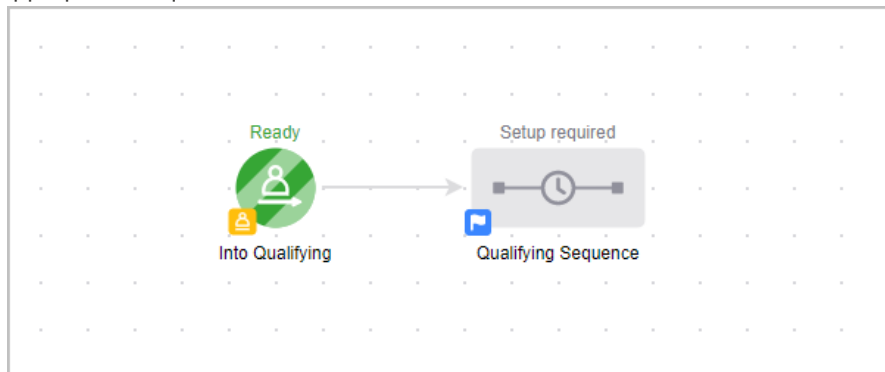 Ready
Setup required
Into Qualifying
Qualifying Sequence